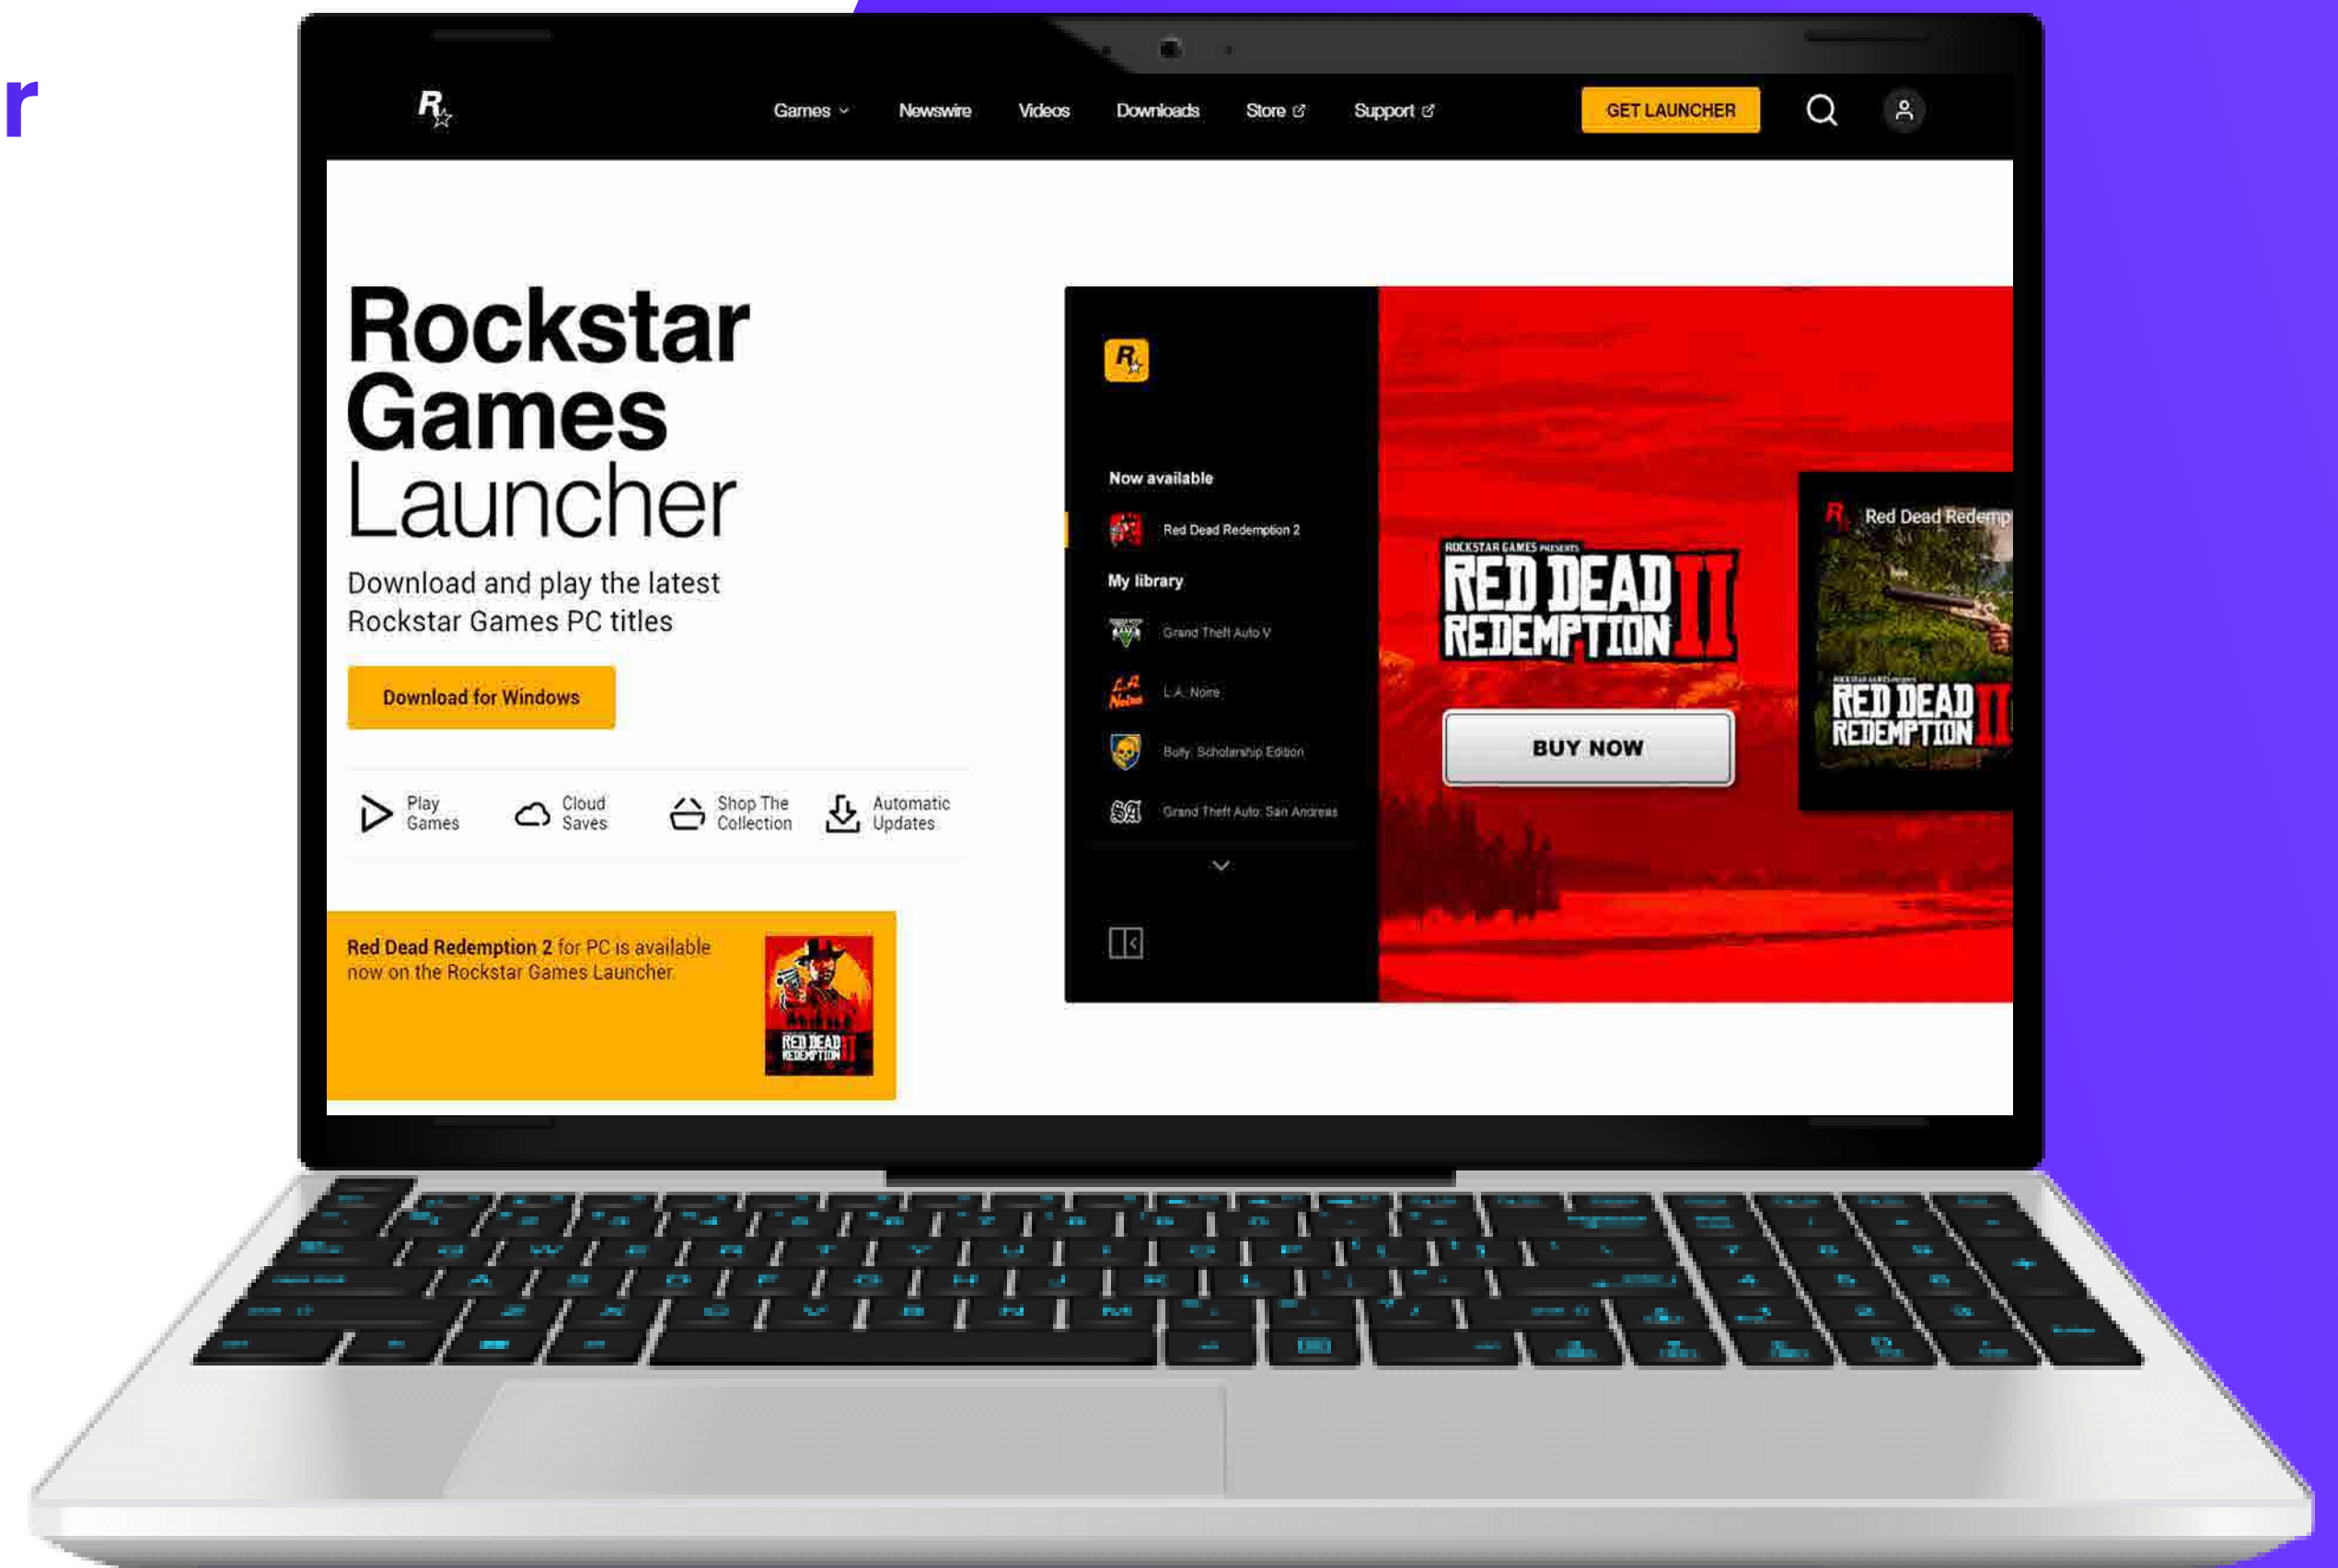 r
R
Games
Newswire
Videos
Downloads
Store
Support
GET LAUNCHER
Rockstar
Games
Launcher
Download and play the latest
Rockstar Games PC titles
Download for Windows
Play
Games
Cloud
Saves
Shop The
Collection
Automatic
Updates
Red Dead Redemption 2 for PC is available
now on the Rockstar Games Launcher.
RED DEAD
REDEMPTION II
R
Now available
Red Dead Redemption 2
My library
Grand Theft Auto V
L.A.
Noire
L.A. Noire
Bully: Scholarship Edition
SA
Grand Theft Auto: San Andreas
ROCKSTAR GAMES PRESENTS
RED DEAD
REDEMPTION II
BUY NOW
R
Red Dead Redemp
RED DEAD
REDEMPTION II